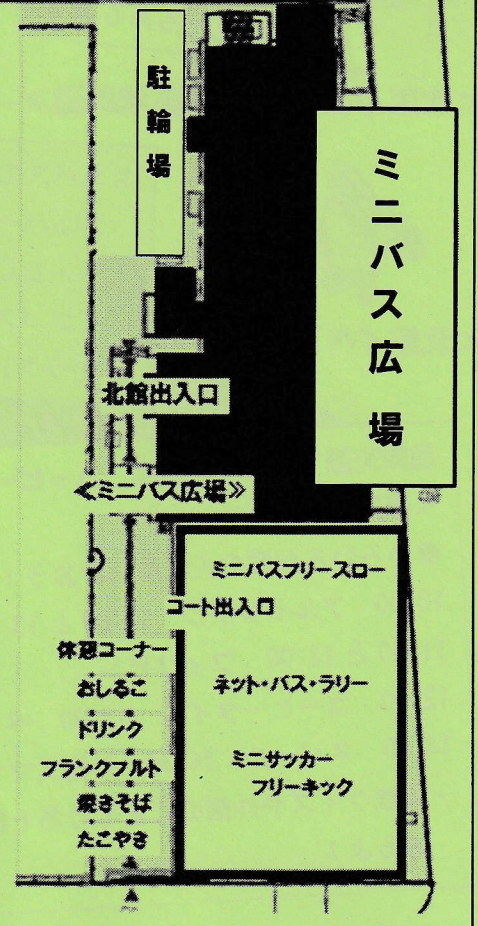 駐輪場
ミニバス広場
北館出入口
≪ミニバス広場≫
ミニバスフリースロー
コート出入口
休憩コーナー
おしるこ
ネット・バス・ラリー
ドリンク
フランクフルト
ミニサッカー
フリーキック
焼きそば
たこやき